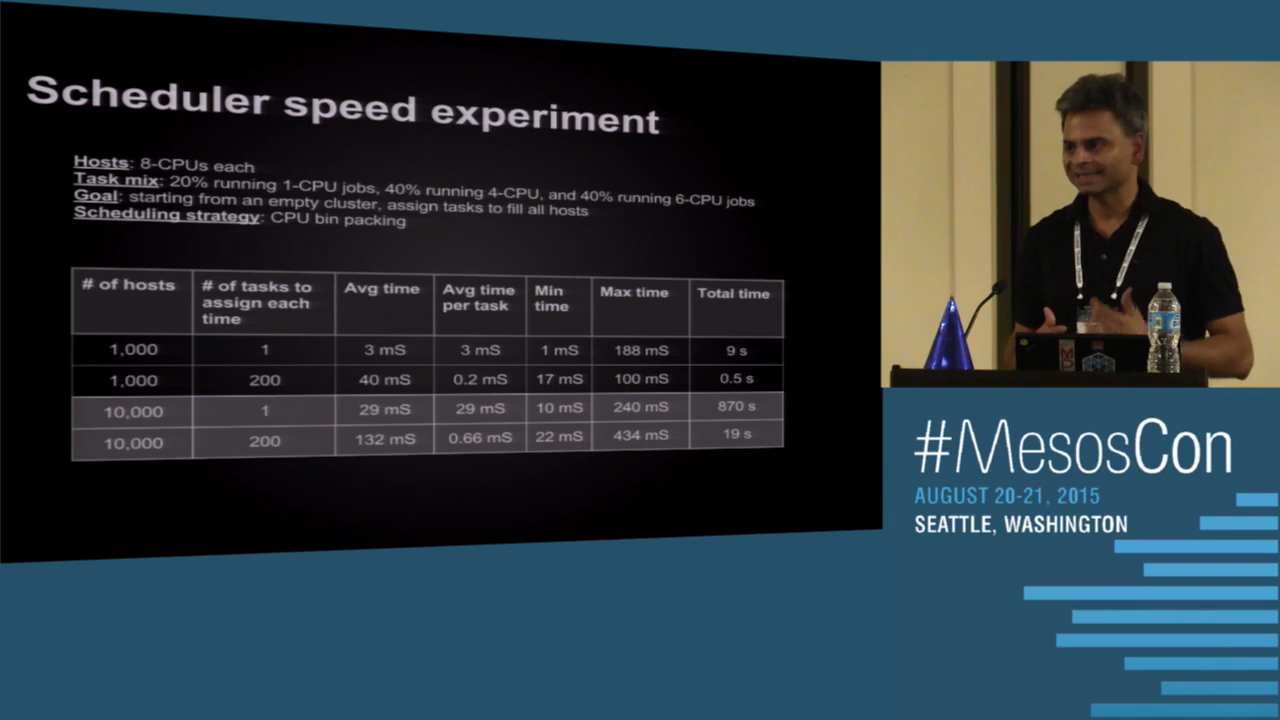 Scheduler speed experiment
Hosts: 8-CPUs each
Task mix: 20% running 1-CPU jobs, 40% running 4-CPU, and 40% running 6-CPU jobs
Goal: starting from an empty cluster, assign tasks to fill all hosts
Scheduling strategy: CPU bin packing
# of hosts # of tasks to assign each time Avg time Avg time per task Min time Max time Total time
1,000 1 3 mS 3 mS 1 mS 188 mS 9 s
1,000 200 40 mS 0.2 mS 17 mS 100 mS 0.5 s
10,000 1 29 mS 29 mS 10 mS 240 mS 870 s
10,000 200 132 mS 0.66 mS 22 mS 434 mS 19 s
#MesosCon
AUGUST 20-21, 2015
SEATTLE, WASHINGTON